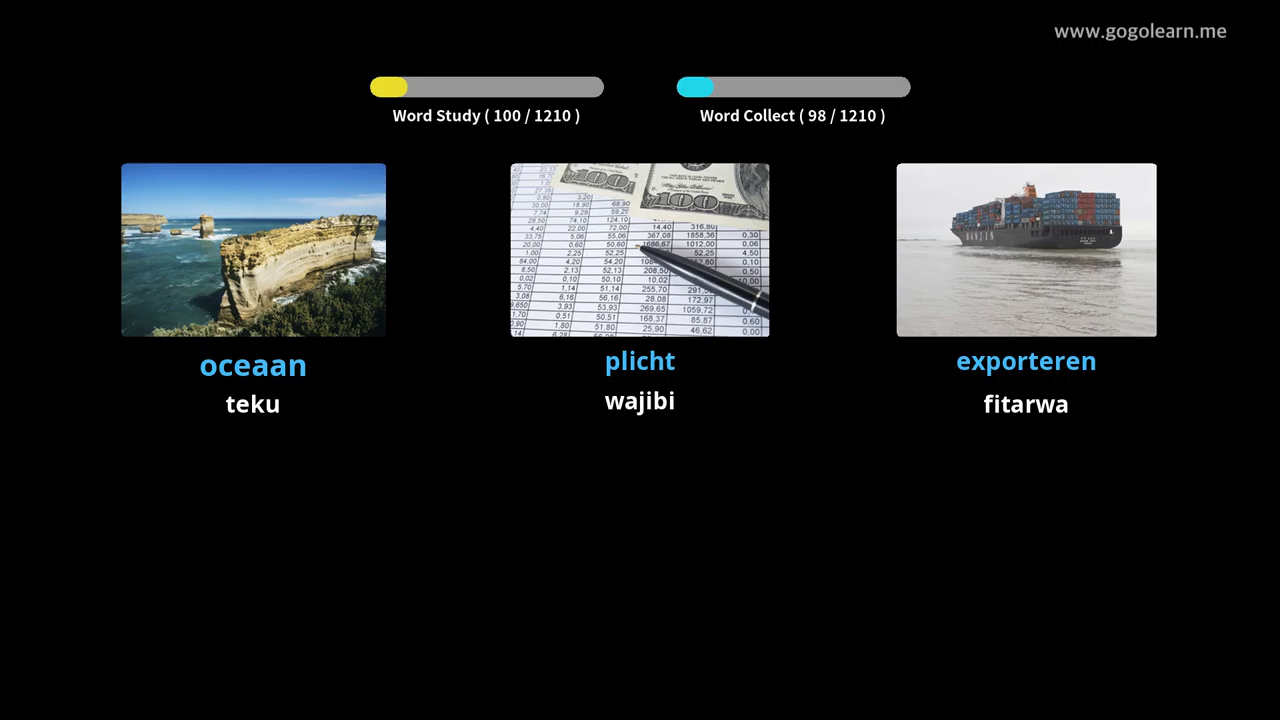 www.gogolearn.me
Word Study ( 100 / 1210 )
Word Collect ( 98 / 1210 )
oceaan
plicht
exporteren
teku
wajibi
fitarwa